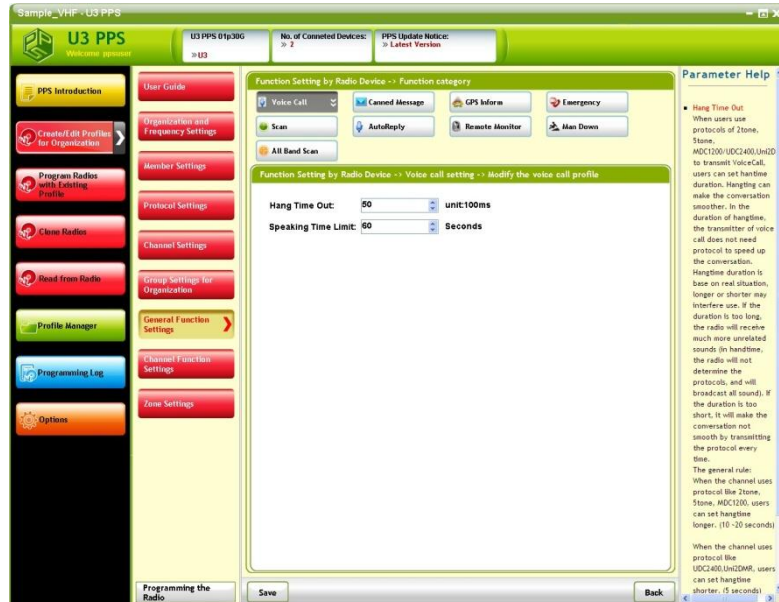 Sample_VHF - U3 PPS
U3 PPS
Welcome ppsuser
U3 PPS 01p30G
» U3
No. of Conneted Devices:
» 2
PPS Update Notice:
» Latest Version
PPS Introduction
Create/Edit Profiles
for Organization
Program Radios
with Existing
Profile
Clone Radios
Read from Radio
Profile Manager
Programming Log
Options
User Guide
Organization and
Frequency Settings
Member Settings
Protocol Settings
Channel Settings
Group Settings for
Organization
General Function
Settings
Channel Function
Settings
Zone Settings
Programming the
Radio
Function Setting by Radio Device -> Function category
Voice Call
Canned Message
GPS Inform
Emergency
Scan
AutoReply
Remote Monitor
Man Down
All Band Scan
Function Setting by Radio Device -> Voice call setting -> Modify the voice call profile
Hang Time Out: 50 unit:100ms
Speaking Time Limit: 60 Seconds
Save
Back
Parameter Help
Hang Time Out
When users use
protocols of 2tone,
5tone,
MDC1200/UDC2400,Uni2D
to transmit VoiceCall,
users can set hantime
duration. Hangting can
make the conversation
smoother. In the
duration of hangtime,
the transmitter of voice
call does not need
protocol to speed up
the conversation.
Hangtime duration is
base on real situation,
longer or shorter may
interfere use. If the
duration is too long,
the radio will receive
much more unrelated
sounds (in handtime,
the radio will not
determine the
protocols, and will
broadcast all sound). If
the duration is too
short, it will make the
conversation not
smooth by transmitting
the protocol every
time.
The general rule:
When the channel uses
protocol like 2tone,
5tone, MDC1200, users
can set hangtime
longer. (10 ~20 seconds)
When the channel uses
protocol like
UDC2400,Uni2DMR, users
can set hangtime
shorter. (5 seconds)